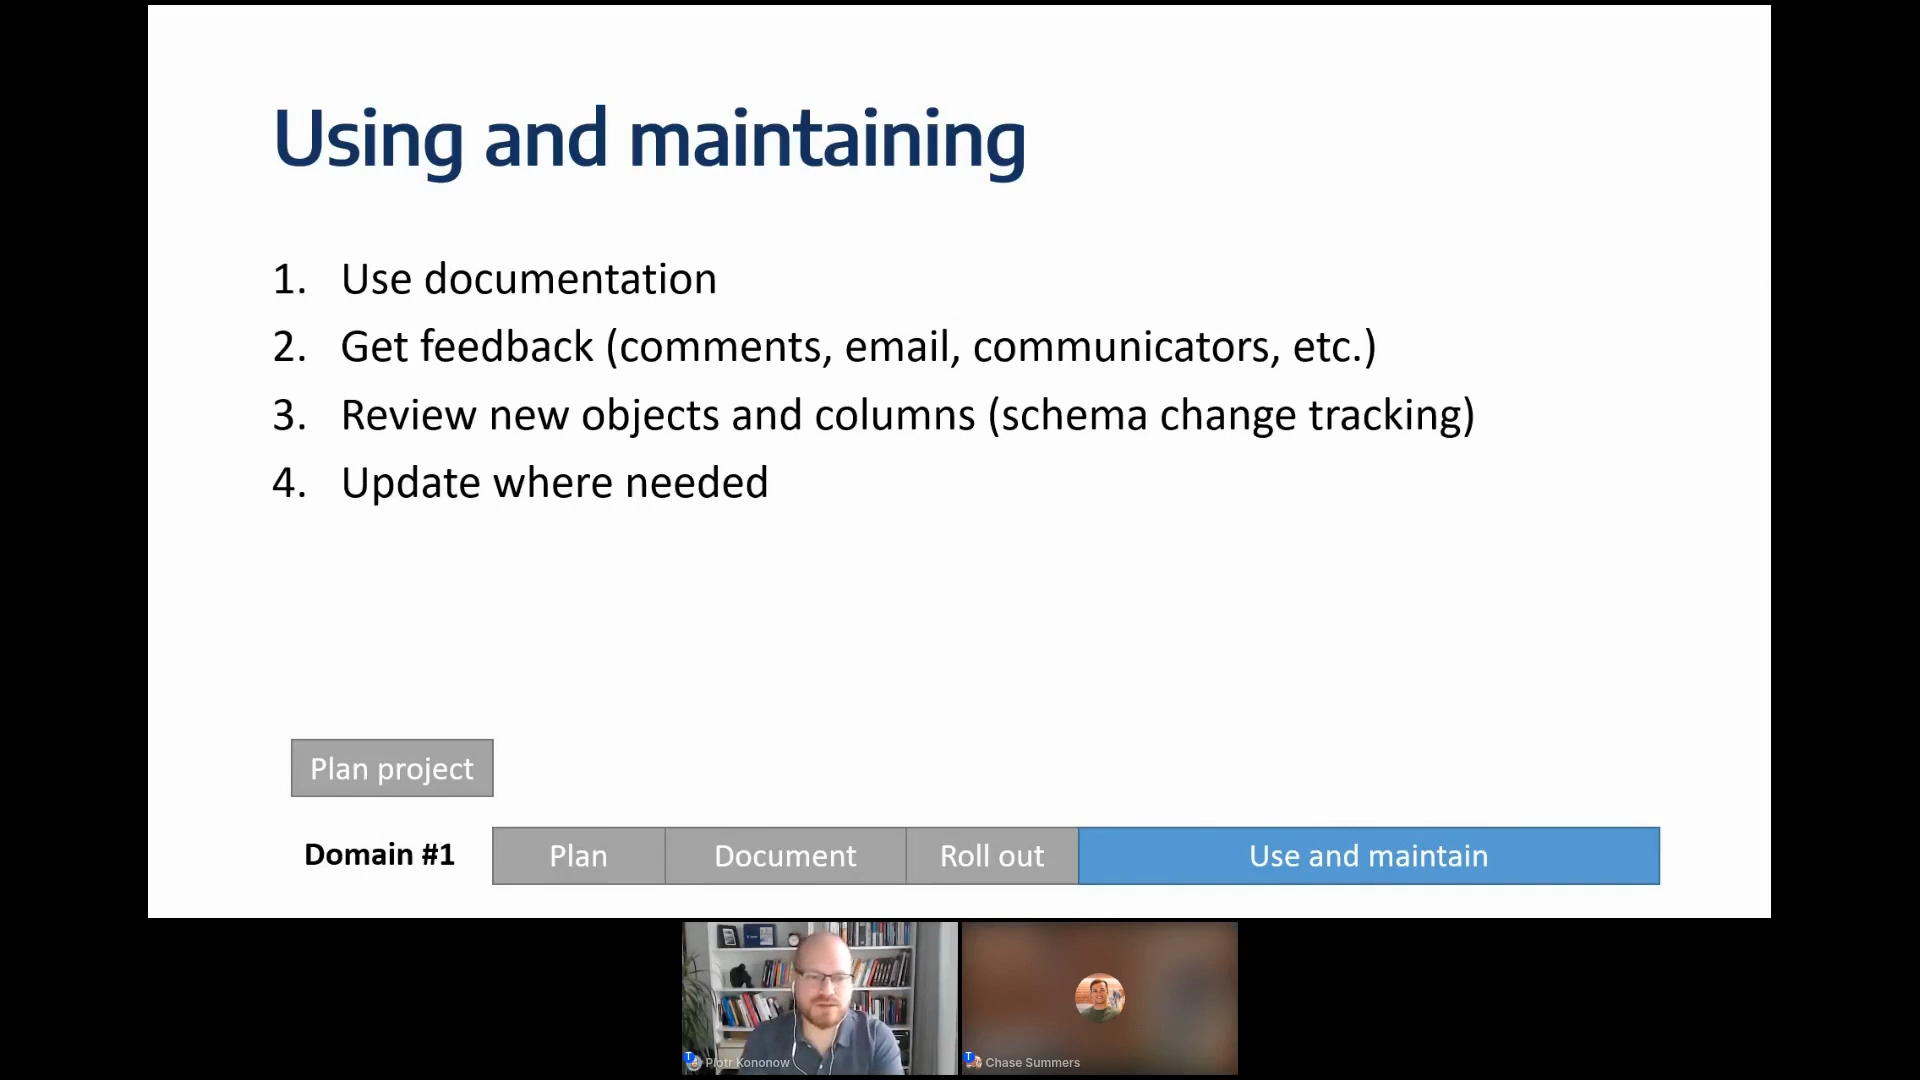 Using and maintaining
1. Use documentation
2. Get feedback (comments, email, communicators, etc.)
3. Review new objects and columns (schema change tracking)
4. Update where needed
Plan project
Domain #1 Plan Document Roll out Use and maintain
Piotr Kononow Chase Summers